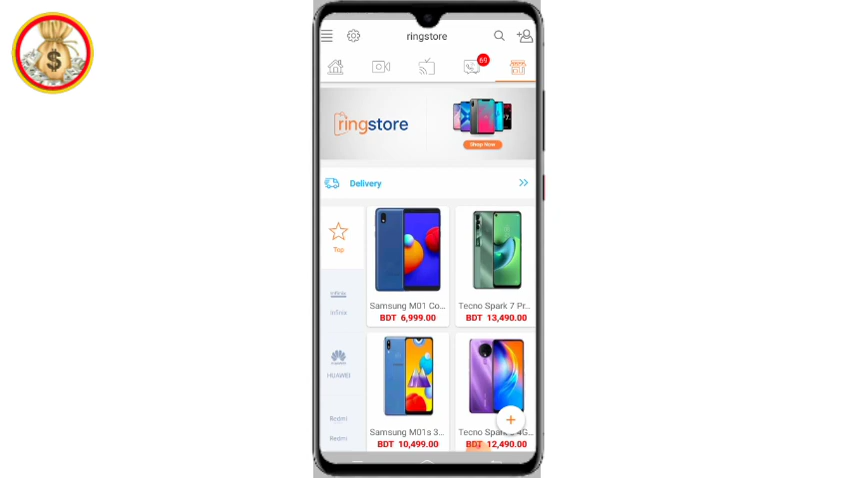 ringstore
69
ringstore
Shop Now
Delivery
Top
Samsung M01 Co...
Tecno Spark 7 Pr...
BDT 6,999.00
BDT 13,490.00
Infinix
Infinix
HUAWEI
Redmi
Redmi
Samsung M01s 3...
Tecno Spar
4G...
BDT 10,499.00
BDT 12,490.00